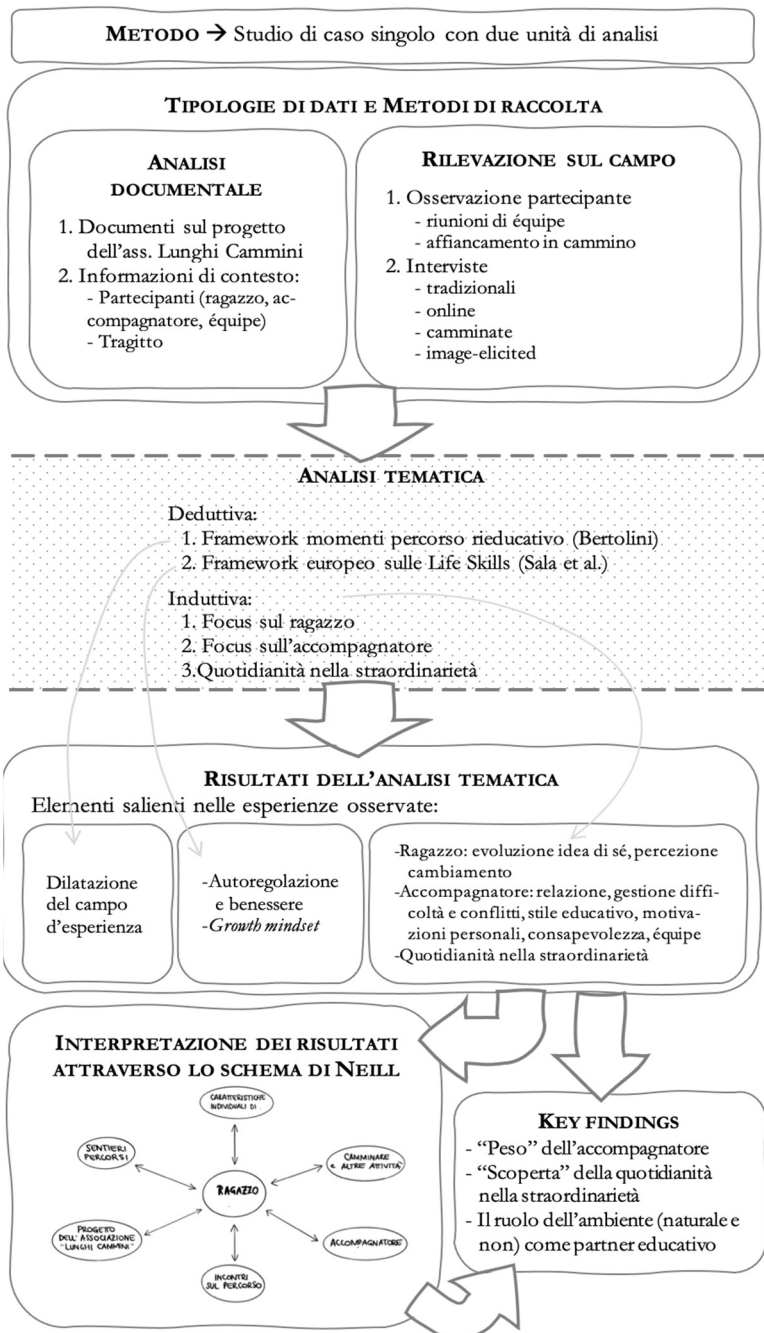 METODO → Studio di caso singolo con due unità di analisi
TIPOLOGIE DI DATI E METODI DI RACCOLTA
ANALISI
DOCUMENTALE
1. Documenti sul progetto
dell'ass. Lunghi Cammini
2. Informazioni di contesto:
- Partecipanti (ragazzo, ac-
compagnatore, équipe)
- Tragitto
RILEVAZIONE SUL CAMPO
1. Osservazione partecipante
- riunioni di équipe
- affiancamento in cammino
2. Interviste
- tradizionali
- online
- camminate
- image-elicited
ANALISI TEMATICA
Deduttiva:
1. Framework momenti percorso rieducativo (Bertolini)
2. Framework europeo sulle Life Skills (Sala et al.)
Induttiva:
1. Focus sul ragazzo
2. Focus sull'accompagnatore
3.Quotidianità nella straordinarietà
RISULTATI DELL'ANALISI TEMATICA
Elementi salienti nelle esperienze osservate:
Dilatazione
del campo
d'esperienza
-Autoregolazione
e benessere
-Growth mindset
-Ragazzo: evoluzione idea di sé, percezione
cambiamento
-Accompagnatore: relazione, gestione diffi-
coltà e conflitti, stile educativo, motiva-
zioni personali, consapevolezza, équipe
-Quotidianità nella straordinarietà
INTERPRETAZIONE DEI RISULTATI
ATTRAVERSO LO SCHEMA DI NEILL
CARATTERISTICHE
INDIVIDUALI DI
SENTIERI
PERCORSI
CAMMINARE
E ALTRE ATTIVITÀ
RAGAZZO
PROGETTO
DELL'ASSOCIAZIONE
"LUNGHI CAMMINI"
ACCOMPAGNATORE
INCONTRI
SUL PERCORSO
KEY FINDINGS
- "Peso" dell'accompagnatore
- "Scoperta" della quotidianità
nella straordinarietà
- Il ruolo dell'ambiente (naturale e
non) come partner educativo